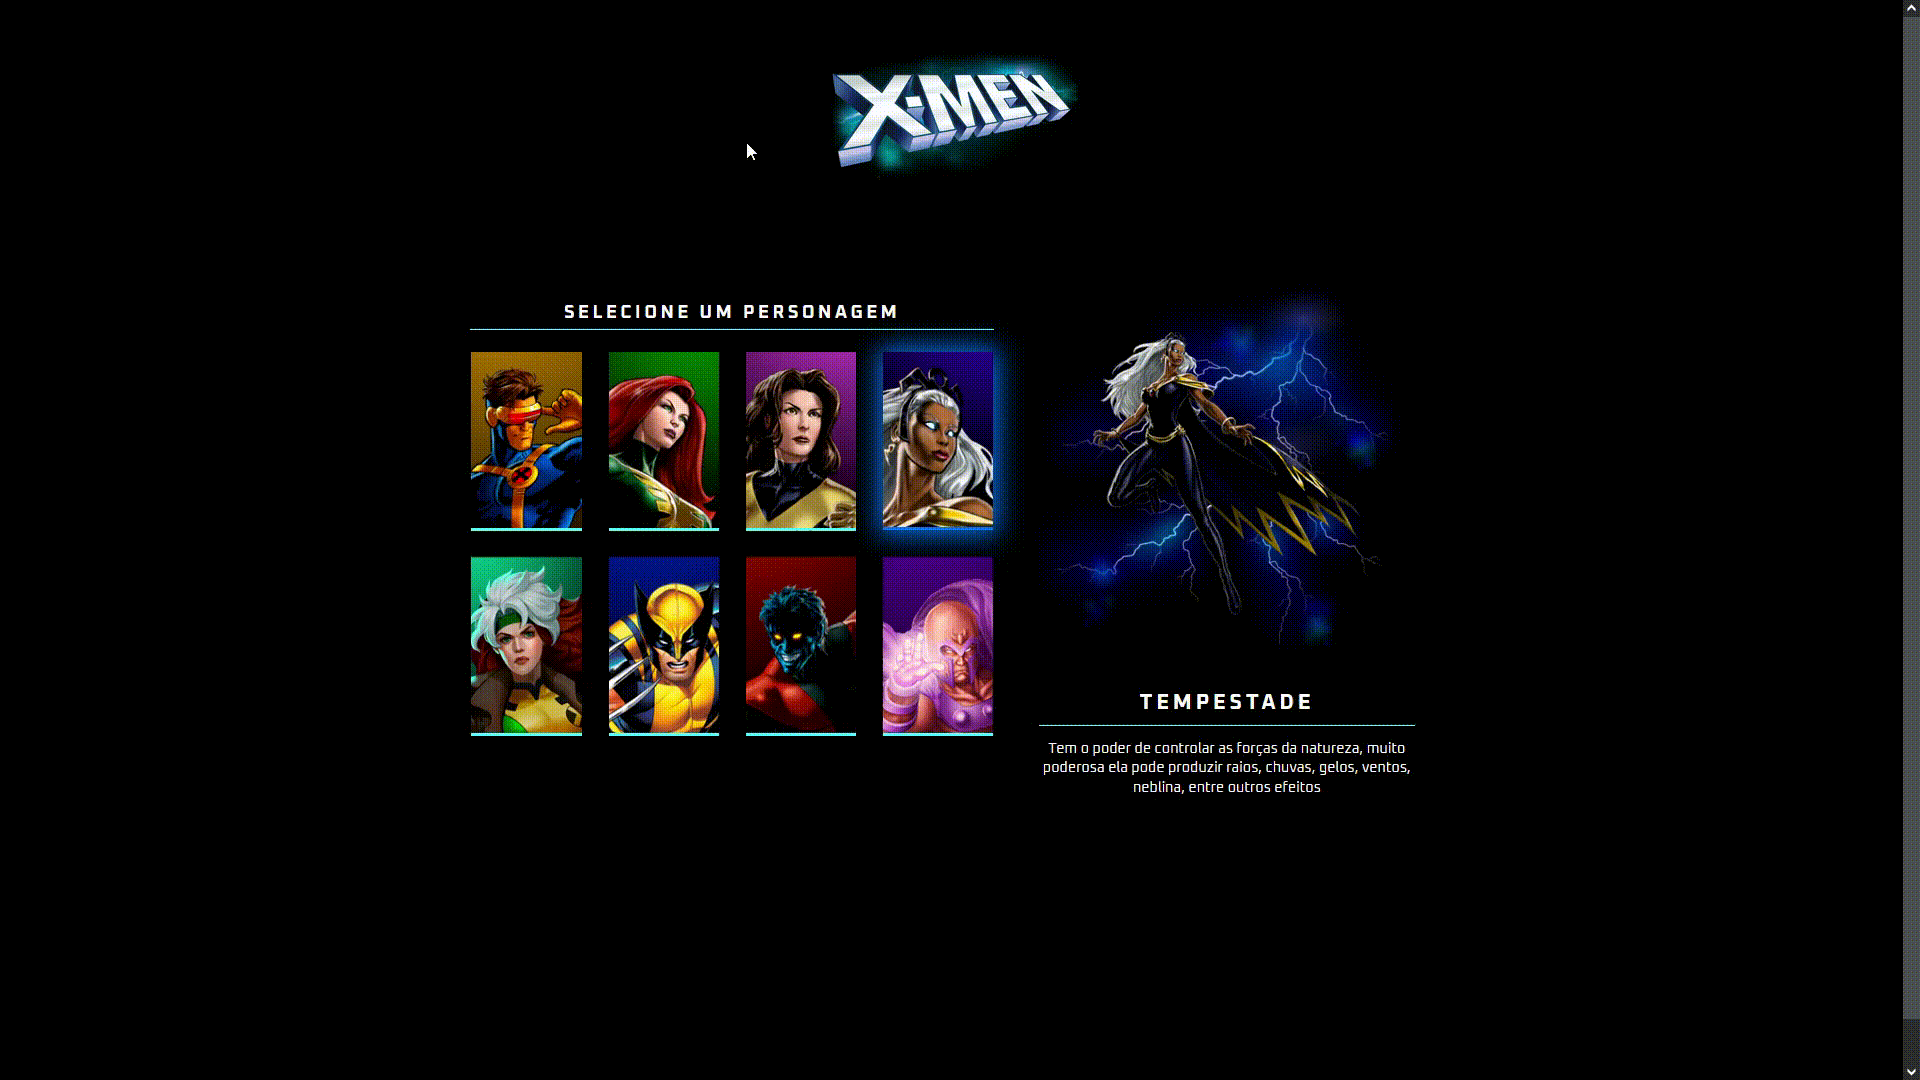 X-MEN
SELECIONE UM PERSONAGEM
TEMPESTADE
Tem o poder de controlar as forças da natureza, muito
poderosa ela pode produzir raios, chuvas, gelos, ventos,
neblina, entre outros efeitos